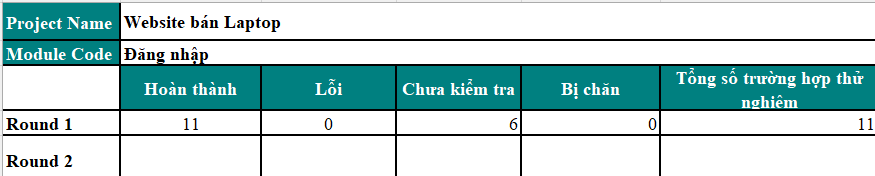 Project Name Website bán Laptop
Module Code Đăng nhập
Hoàn thành Lỗi Chưa kiểm tra Bị chặn Tổng số trường hợp thử
nghiệm
Round 1 11 0 6 0 11
Round 2